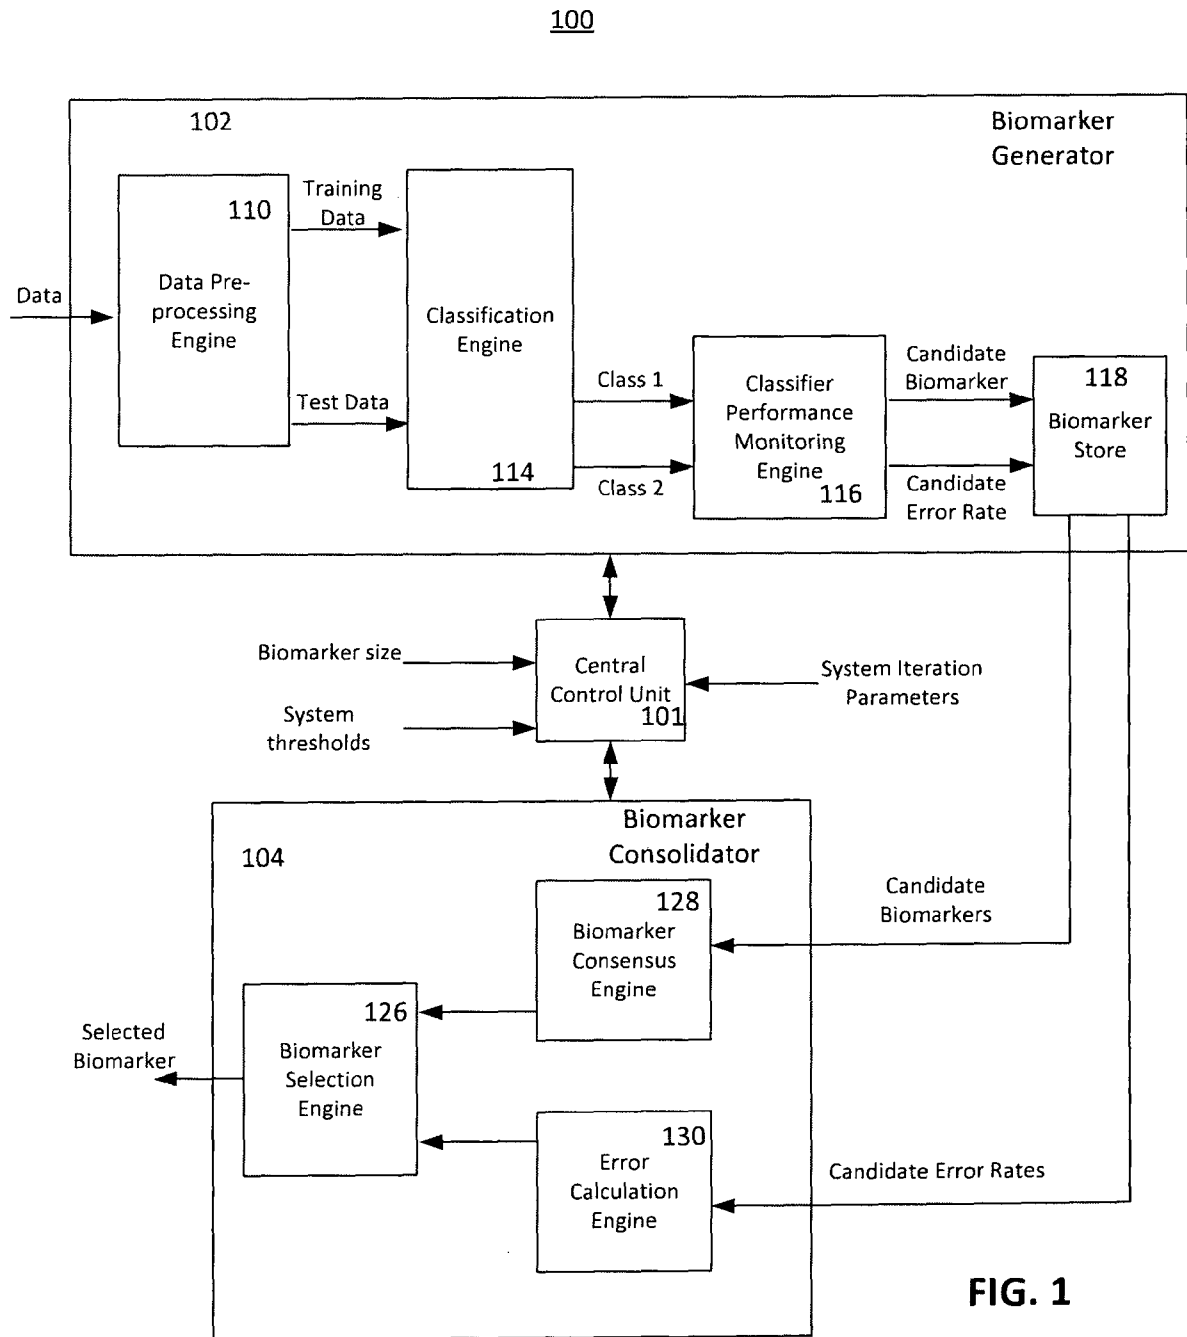 100
102
Biomarker
Generator
110
Data Pre-
processing
Engine
Data
Training
Data
Test Data
Classification
Engine
114
Class 1
Class 2
Classifier
Performance
Monitoring
Engine
116
Candidate
Biomarker
Candidate
Error Rate
118
Biomarker
Store
Biomarker size
System
thresholds
Central
Control Unit
101
System Iteration
Parameters
Biomarker
Consolidator
104
128
Biomarker
Consensus
Engine
Candidate
Biomarkers
126
Biomarker
Selection
Engine
Selected
Biomarker
130
Error
Calculation
Engine
Candidate Error Rates
FIG. 1